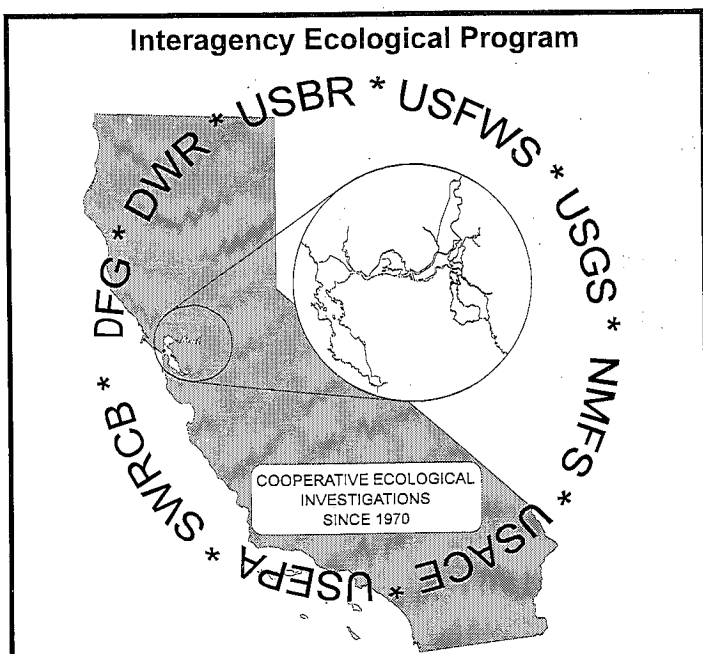 Interagency Ecological Program
DFG * DWR * USBR * USFWS * USGS * NMFS * USACE * USEPA * SWRCB *
COOPERATIVE ECOLOGICAL
INVESTIGATIONS
SINCE 1970